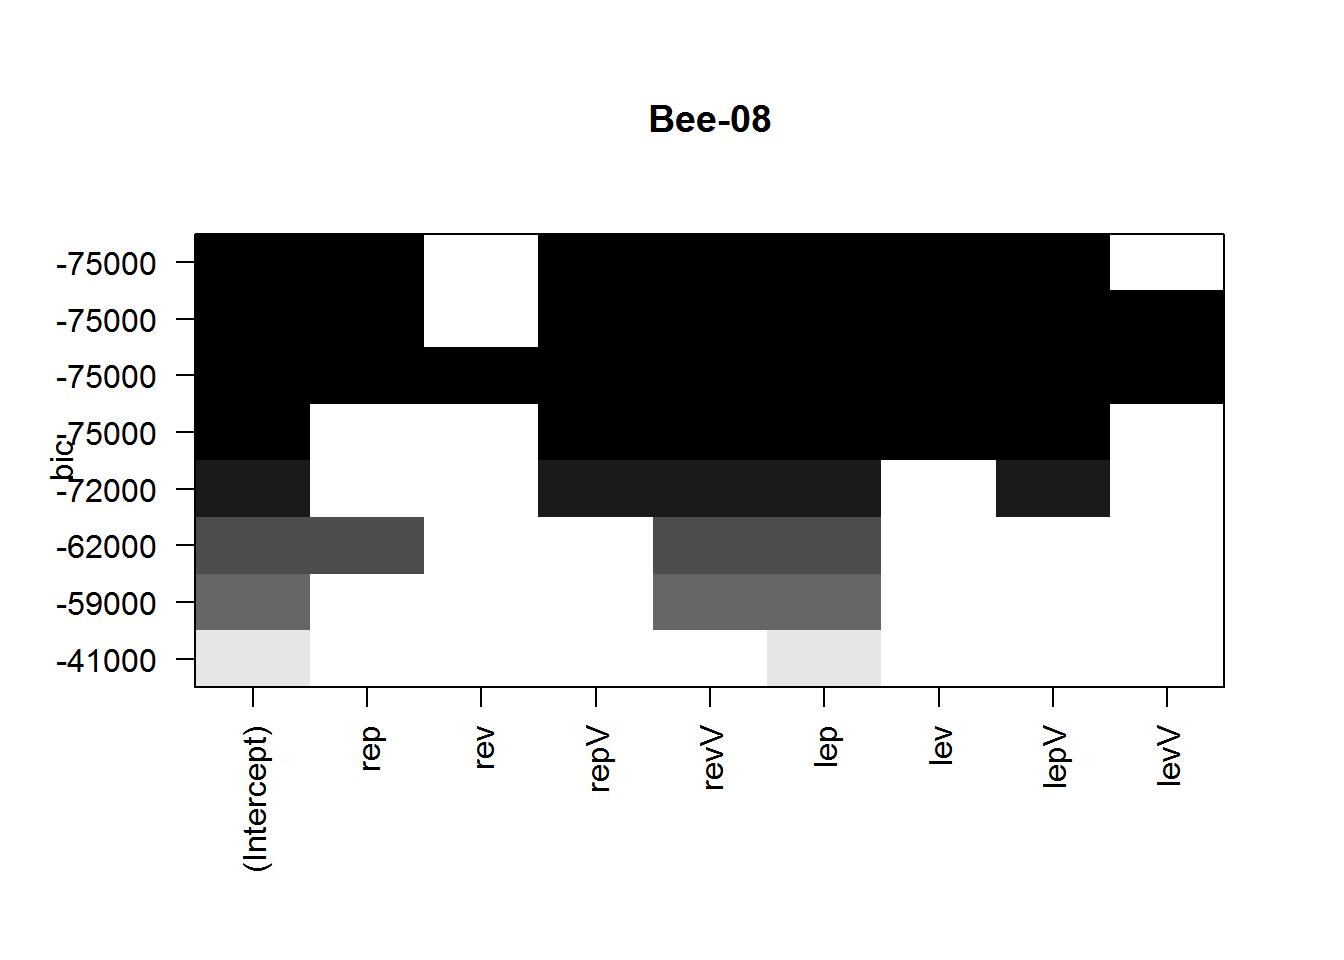 Bee-08
-75000
-75000
-75000
-75000
bic
-72000
-62000
-59000
-41000
(Intercept)
rep
rev
repV
revV
lep
lev
lepV
levV